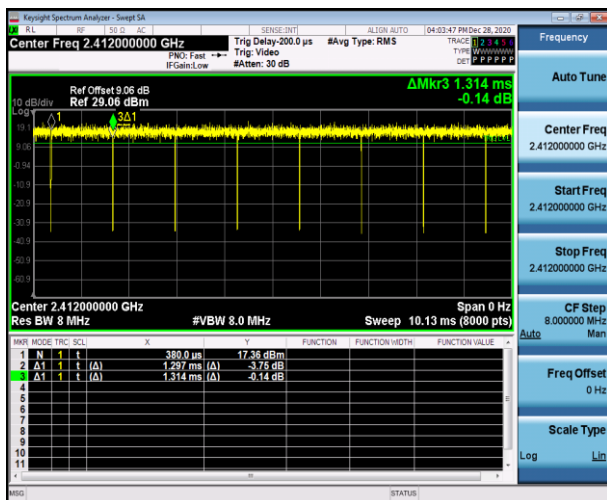 Keysight Spectrum Analyzer - Swept SA
RL RF 50 Ω AC SENSE:INT ALIGN AUTO 04:03:47 PM Dec 28, 2020
Center Freq 2.412000000 GHz
PNO: Fast
IFGain:Low
Trig Delay-200.0 µs
Trig: Video
#Atten: 30 dB
#Avg Type: RMS
TRACE 1 2 3 4 5 6
TYPE W
DET P P P P P P
Frequency
Auto Tune
Center Freq
2.412000000 GHz
Start Freq
2.412000000 GHz
Stop Freq
2.412000000 GHz
CF Step
8.000000 MHz
Auto Man
Freq Offset
0 Hz
Scale Type
Log Lin
Ref Offset 9.06 dB
10 dB/div Ref 29.06 dBm
Log
ΔMkr3 1.314 ms
-0.14 dB
1
3Δ1
19.1
9.06
-0.94
-10.9
-20.9
-30.9
-40.9
-50.9
-60.9
Center 2.412000000 GHz Span 0 Hz
Res BW 8 MHz #VBW 8.0 MHz Sweep 10.13 ms (8000 pts)
MKR MODE TRC SCL X Y FUNCTION FUNCTION WIDTH FUNCTION VALUE
1 N 1 t 380.0 µs 17.36 dBm
2 Δ1 1 t (Δ) 1.297 ms (Δ) -3.75 dB
3 Δ1 1 t (Δ) 1.314 ms (Δ) -0.14 dB
4
5
6
7
8
9
10
11
MSG STATUS